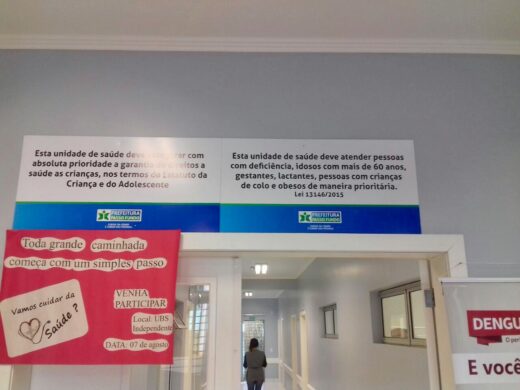 Esta unidade de saúde deve com
absoluta prioridade a garantia de direitos a
saúde as crianças, nos termos do Estatuto da
Criança e do Adolescente
PREFEITURA
PASSO FUNDO
Esta unidade de saúde deve atender pessoas
com deficiência, idosos com mais de 60 anos,
gestantes, lactantes, pessoas com crianças
de colo e obesos de maneira prioritária.
Lei 13146/2015
PREFEITURA
PASSO FUNDO
Toda grande caminhada
começa com um simples passo
Vamos cuidar da
Saúde ?
VENHA
PARTICIPAR
Local: UBS
Independente
DATA: 07 de agosto
DENGU
O per
E você